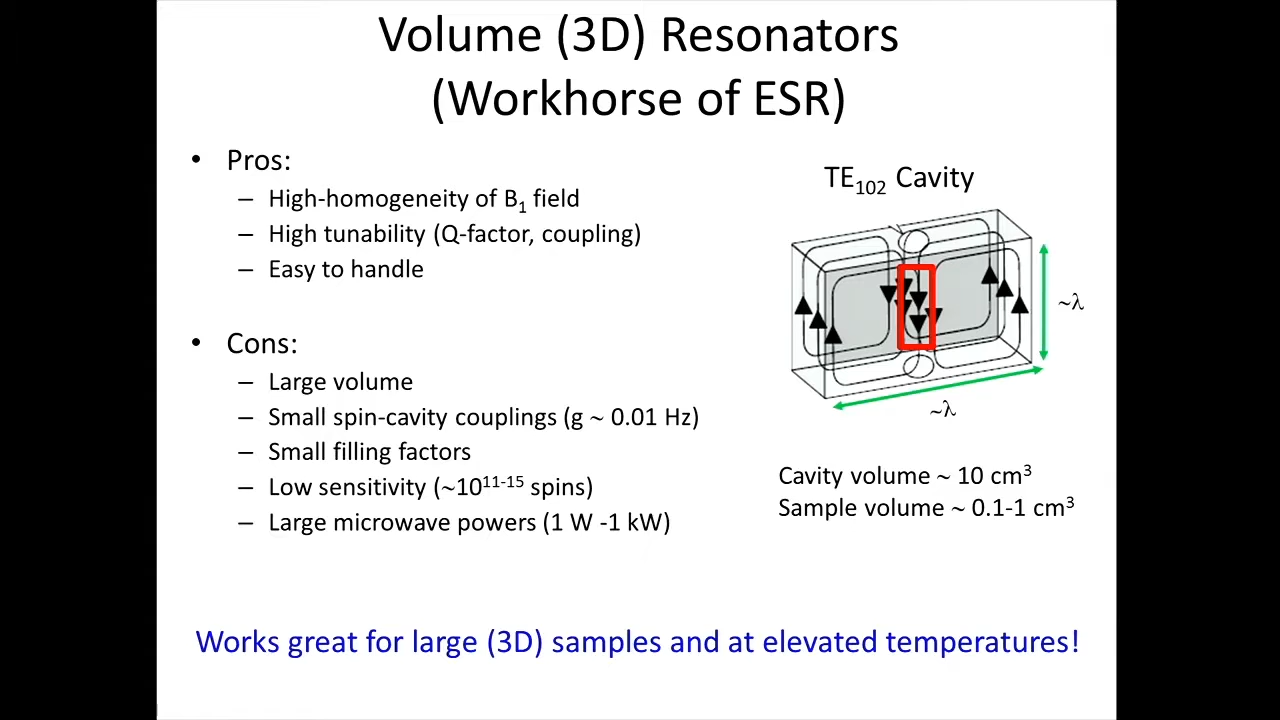 Volume (3D) Resonators
(Workhorse of ESR)
• Pros:
– High-homogeneity of B₁ field
– High tunability (Q-factor, coupling)
– Easy to handle
• Cons:
– Large volume
– Small spin-cavity couplings (g ~ 0.01 Hz)
– Small filling factors
– Low sensitivity (~10¹¹⁻¹⁵ spins)
– Large microwave powers (1 W -1 kW)
TE₁₀₂ Cavity
~λ
~λ
Cavity volume ~ 10 cm³
Sample volume ~ 0.1-1 cm³
Works great for large (3D) samples and at elevated temperatures!